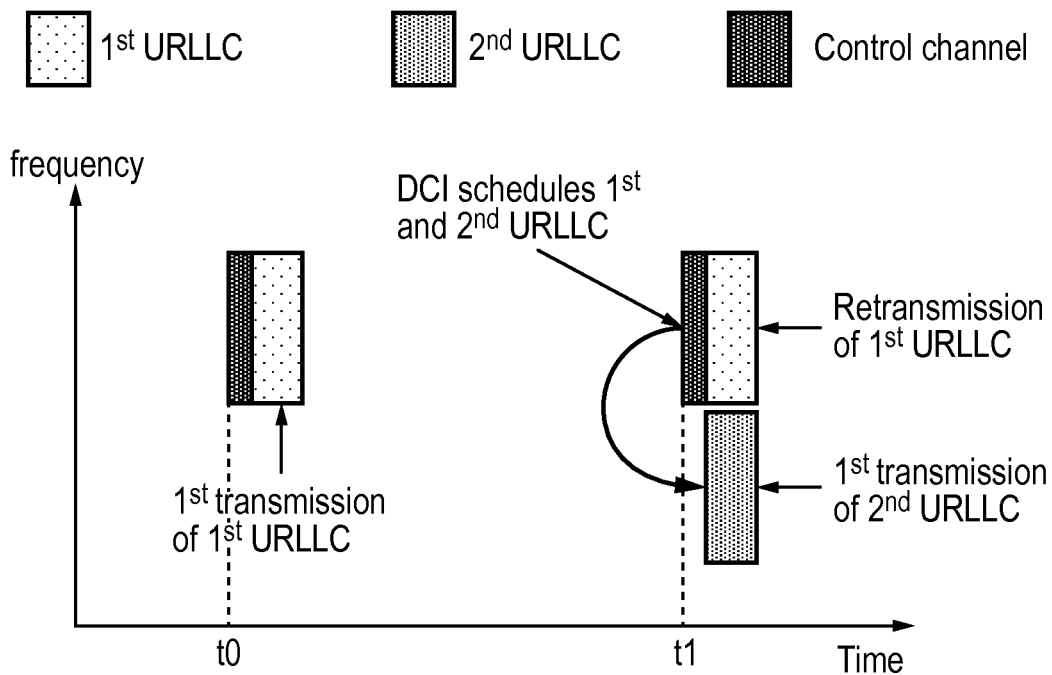 1st URLLC
2nd URLLC
Control channel
frequency
DCI schedules 1st
and 2nd URLLC
Retransmission
of 1st URLLC
1st transmission
of 1st URLLC
1st transmission
of 2nd URLLC
t0
t1
Time